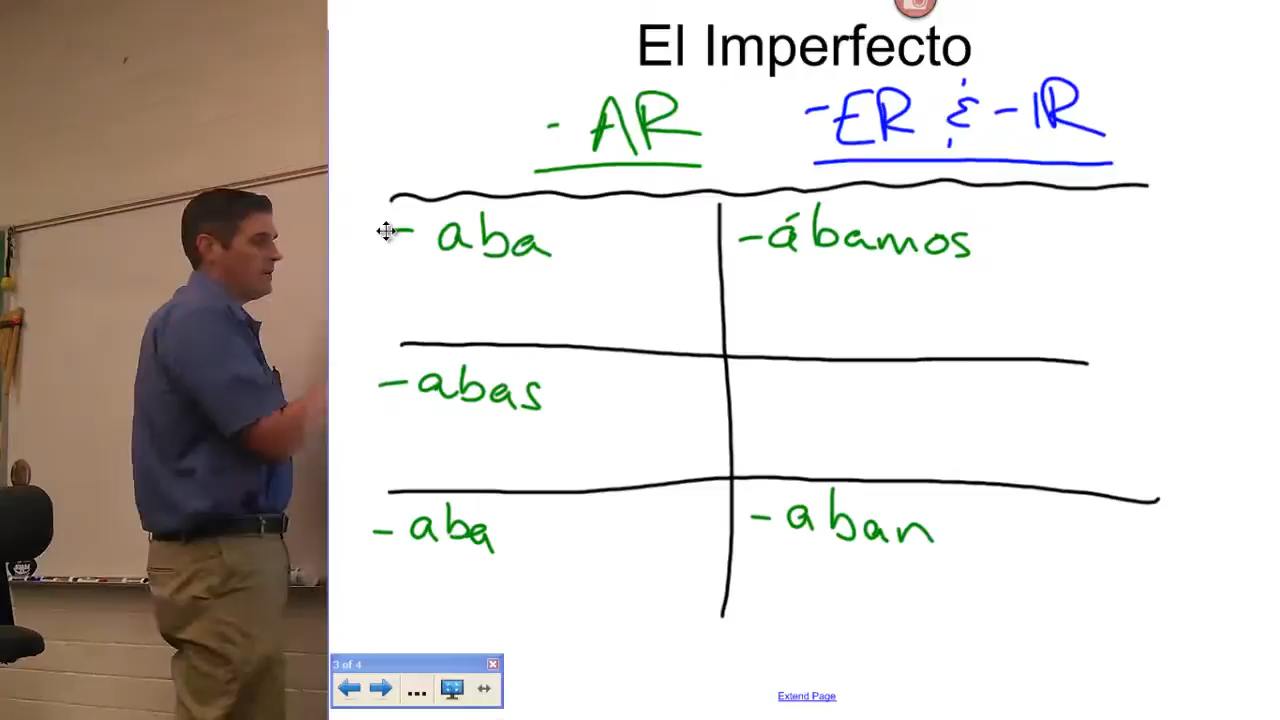 El Imperfecto
- AR -ER & -IR
- aba -ábamos
-abas
-aba -aban
3 of 4
...
Extend Page